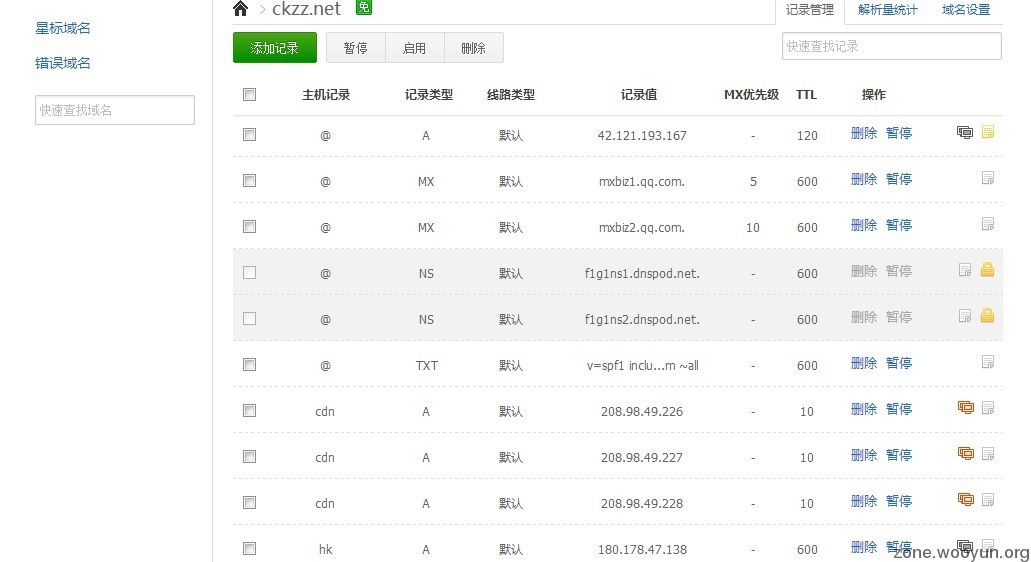 ckzz.net 免
记录管理 解析量统计 域名设置
星标域名
错误域名
快速查找域名
添加记录 暂停 启用 删除 快速查找记录
主机记录 记录类型 线路类型 记录值 MX优先级 TTL 操作
@ A 默认 42.121.193.167 - 120 删除 暂停
@ MX 默认 mxbiz1.qq.com. 5 600 删除 暂停
@ MX 默认 mxbiz2.qq.com. 10 600 删除 暂停
@ NS 默认 f1g1ns1.dnspod.net. - 600 删除 暂停
@ NS 默认 f1g1ns2.dnspod.net. - 600 删除 暂停
@ TXT 默认 v=spf1 inclu...m ~all - 600 删除 暂停
cdn A 默认 208.98.49.226 - 10 删除 暂停
cdn A 默认 208.98.49.227 - 10 删除 暂停
cdn A 默认 208.98.49.228 - 10 删除 暂停
hk A 默认 180.178.47.138 - 600 删除 暂停
zone.wooyun.org